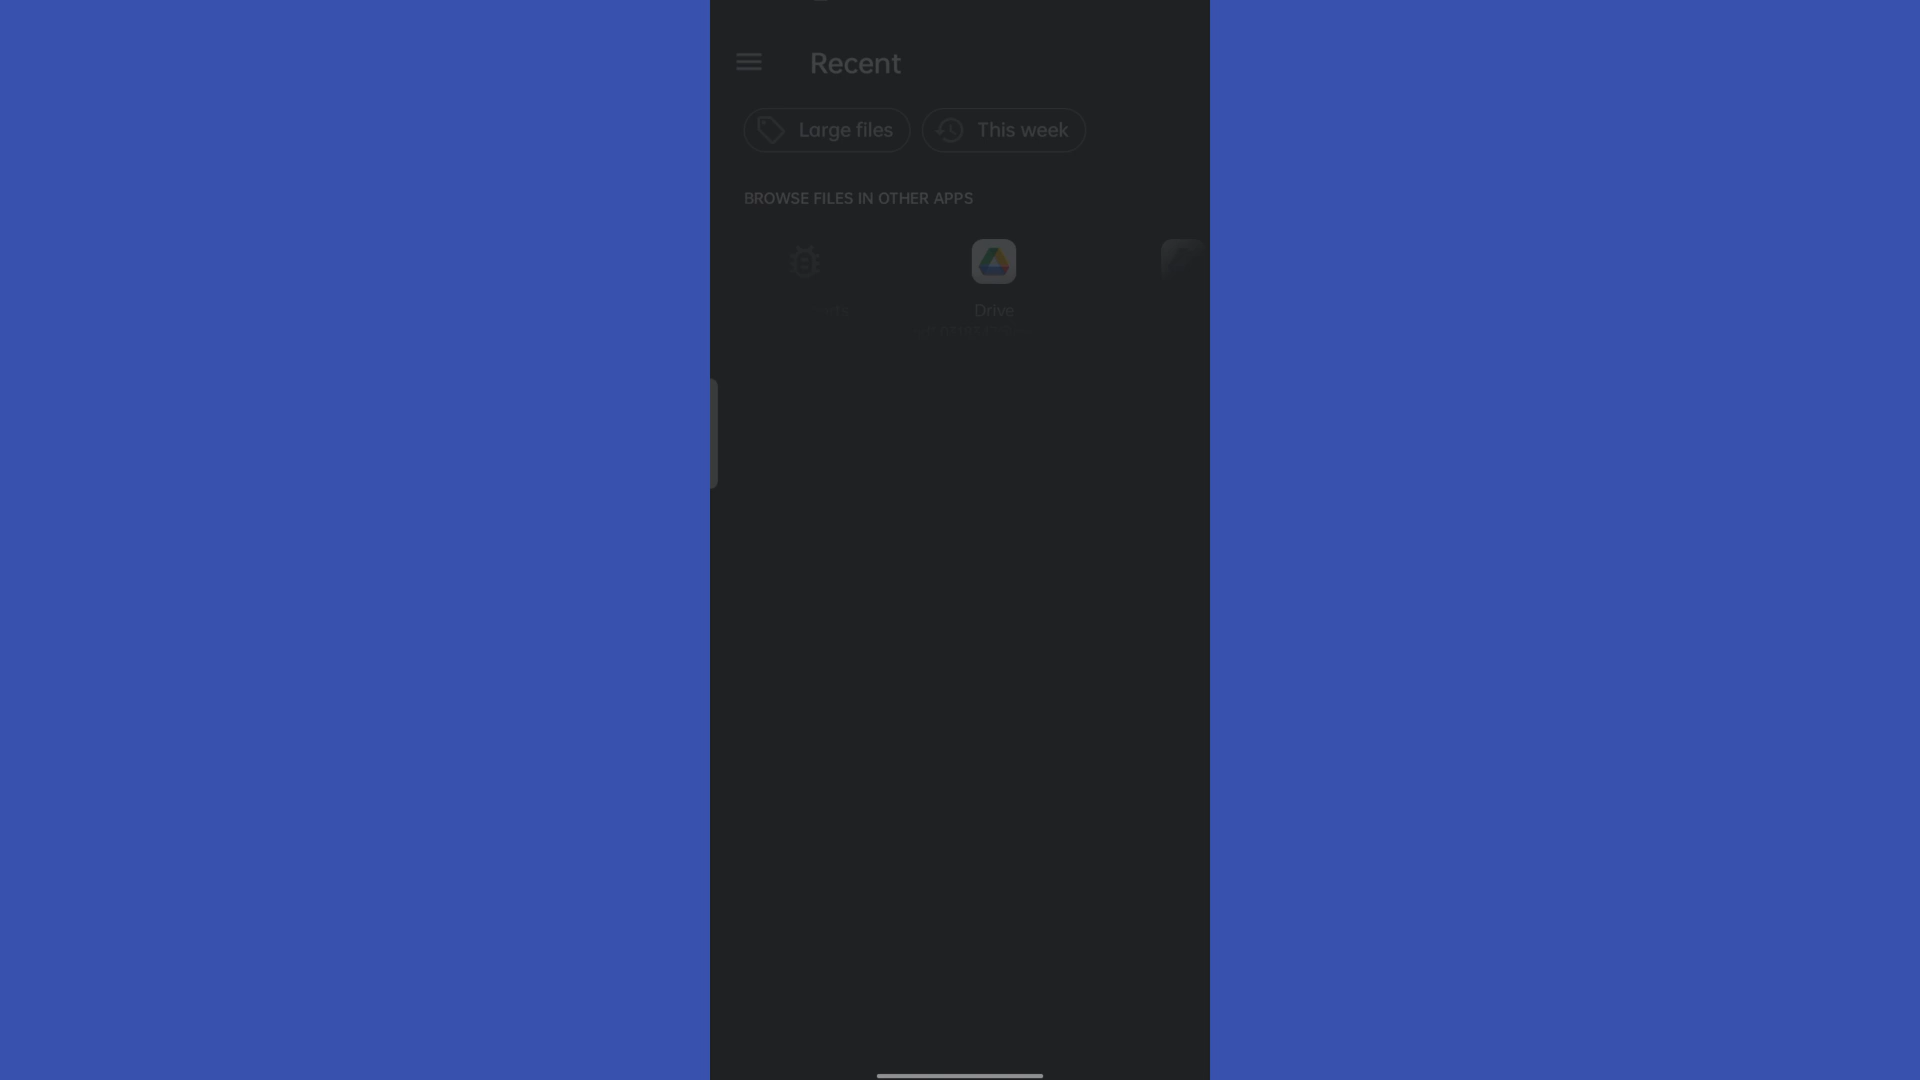 Recent
Large files
This week
BROWSE FILES IN OTHER APPS
Drive